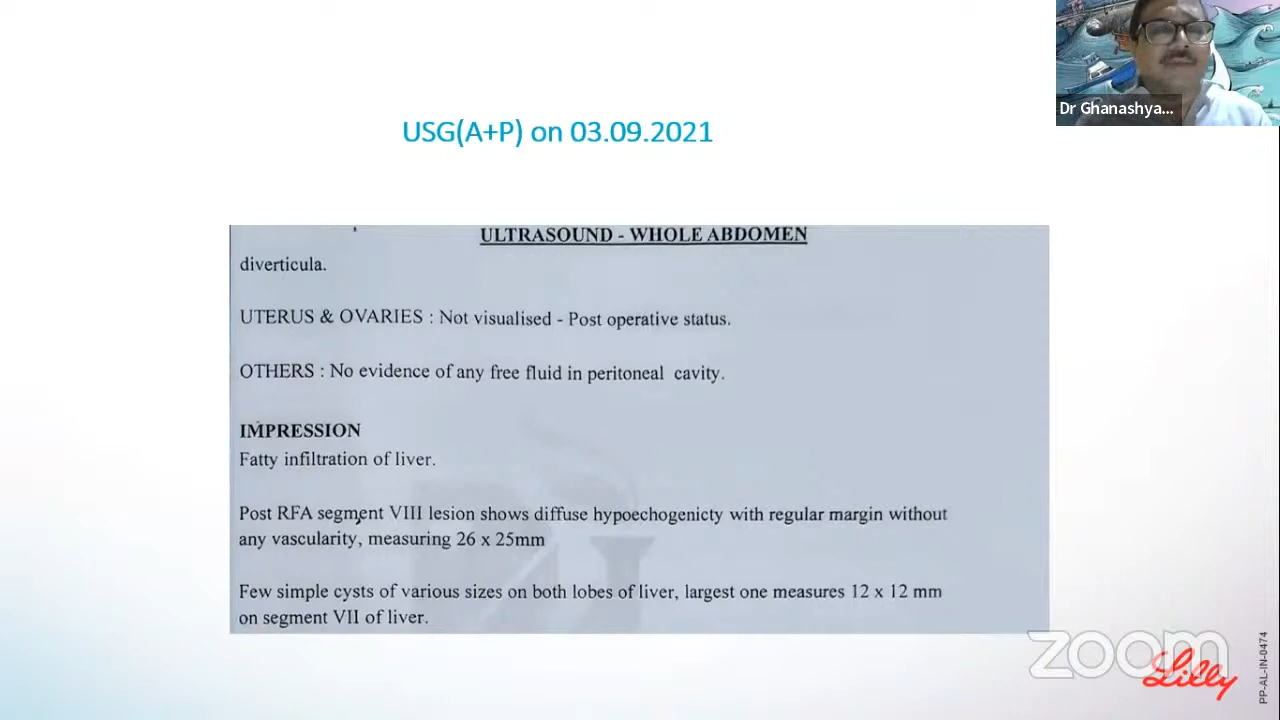 Dr Ghanashya...
USG(A+P) on 03.09.2021
ULTRASOUND - WHOLE ABDOMEN
diverticula.
UTERUS & OVARIES : Not visualised - Post operative status.
OTHERS : No evidence of any free fluid in peritoneal cavity.
IMPRESSION
Fatty infiltration of liver.
Post RFA segment VIII lesion shows diffuse hypoechogenicty with regular margin without
any vascularity, measuring 26 x 25mm
Few simple cysts of various sizes on both lobes of liver, largest one measures 12 x 12 mm
on segment VII of liver.
zoom
Lilly
PP-AL-IN-0474